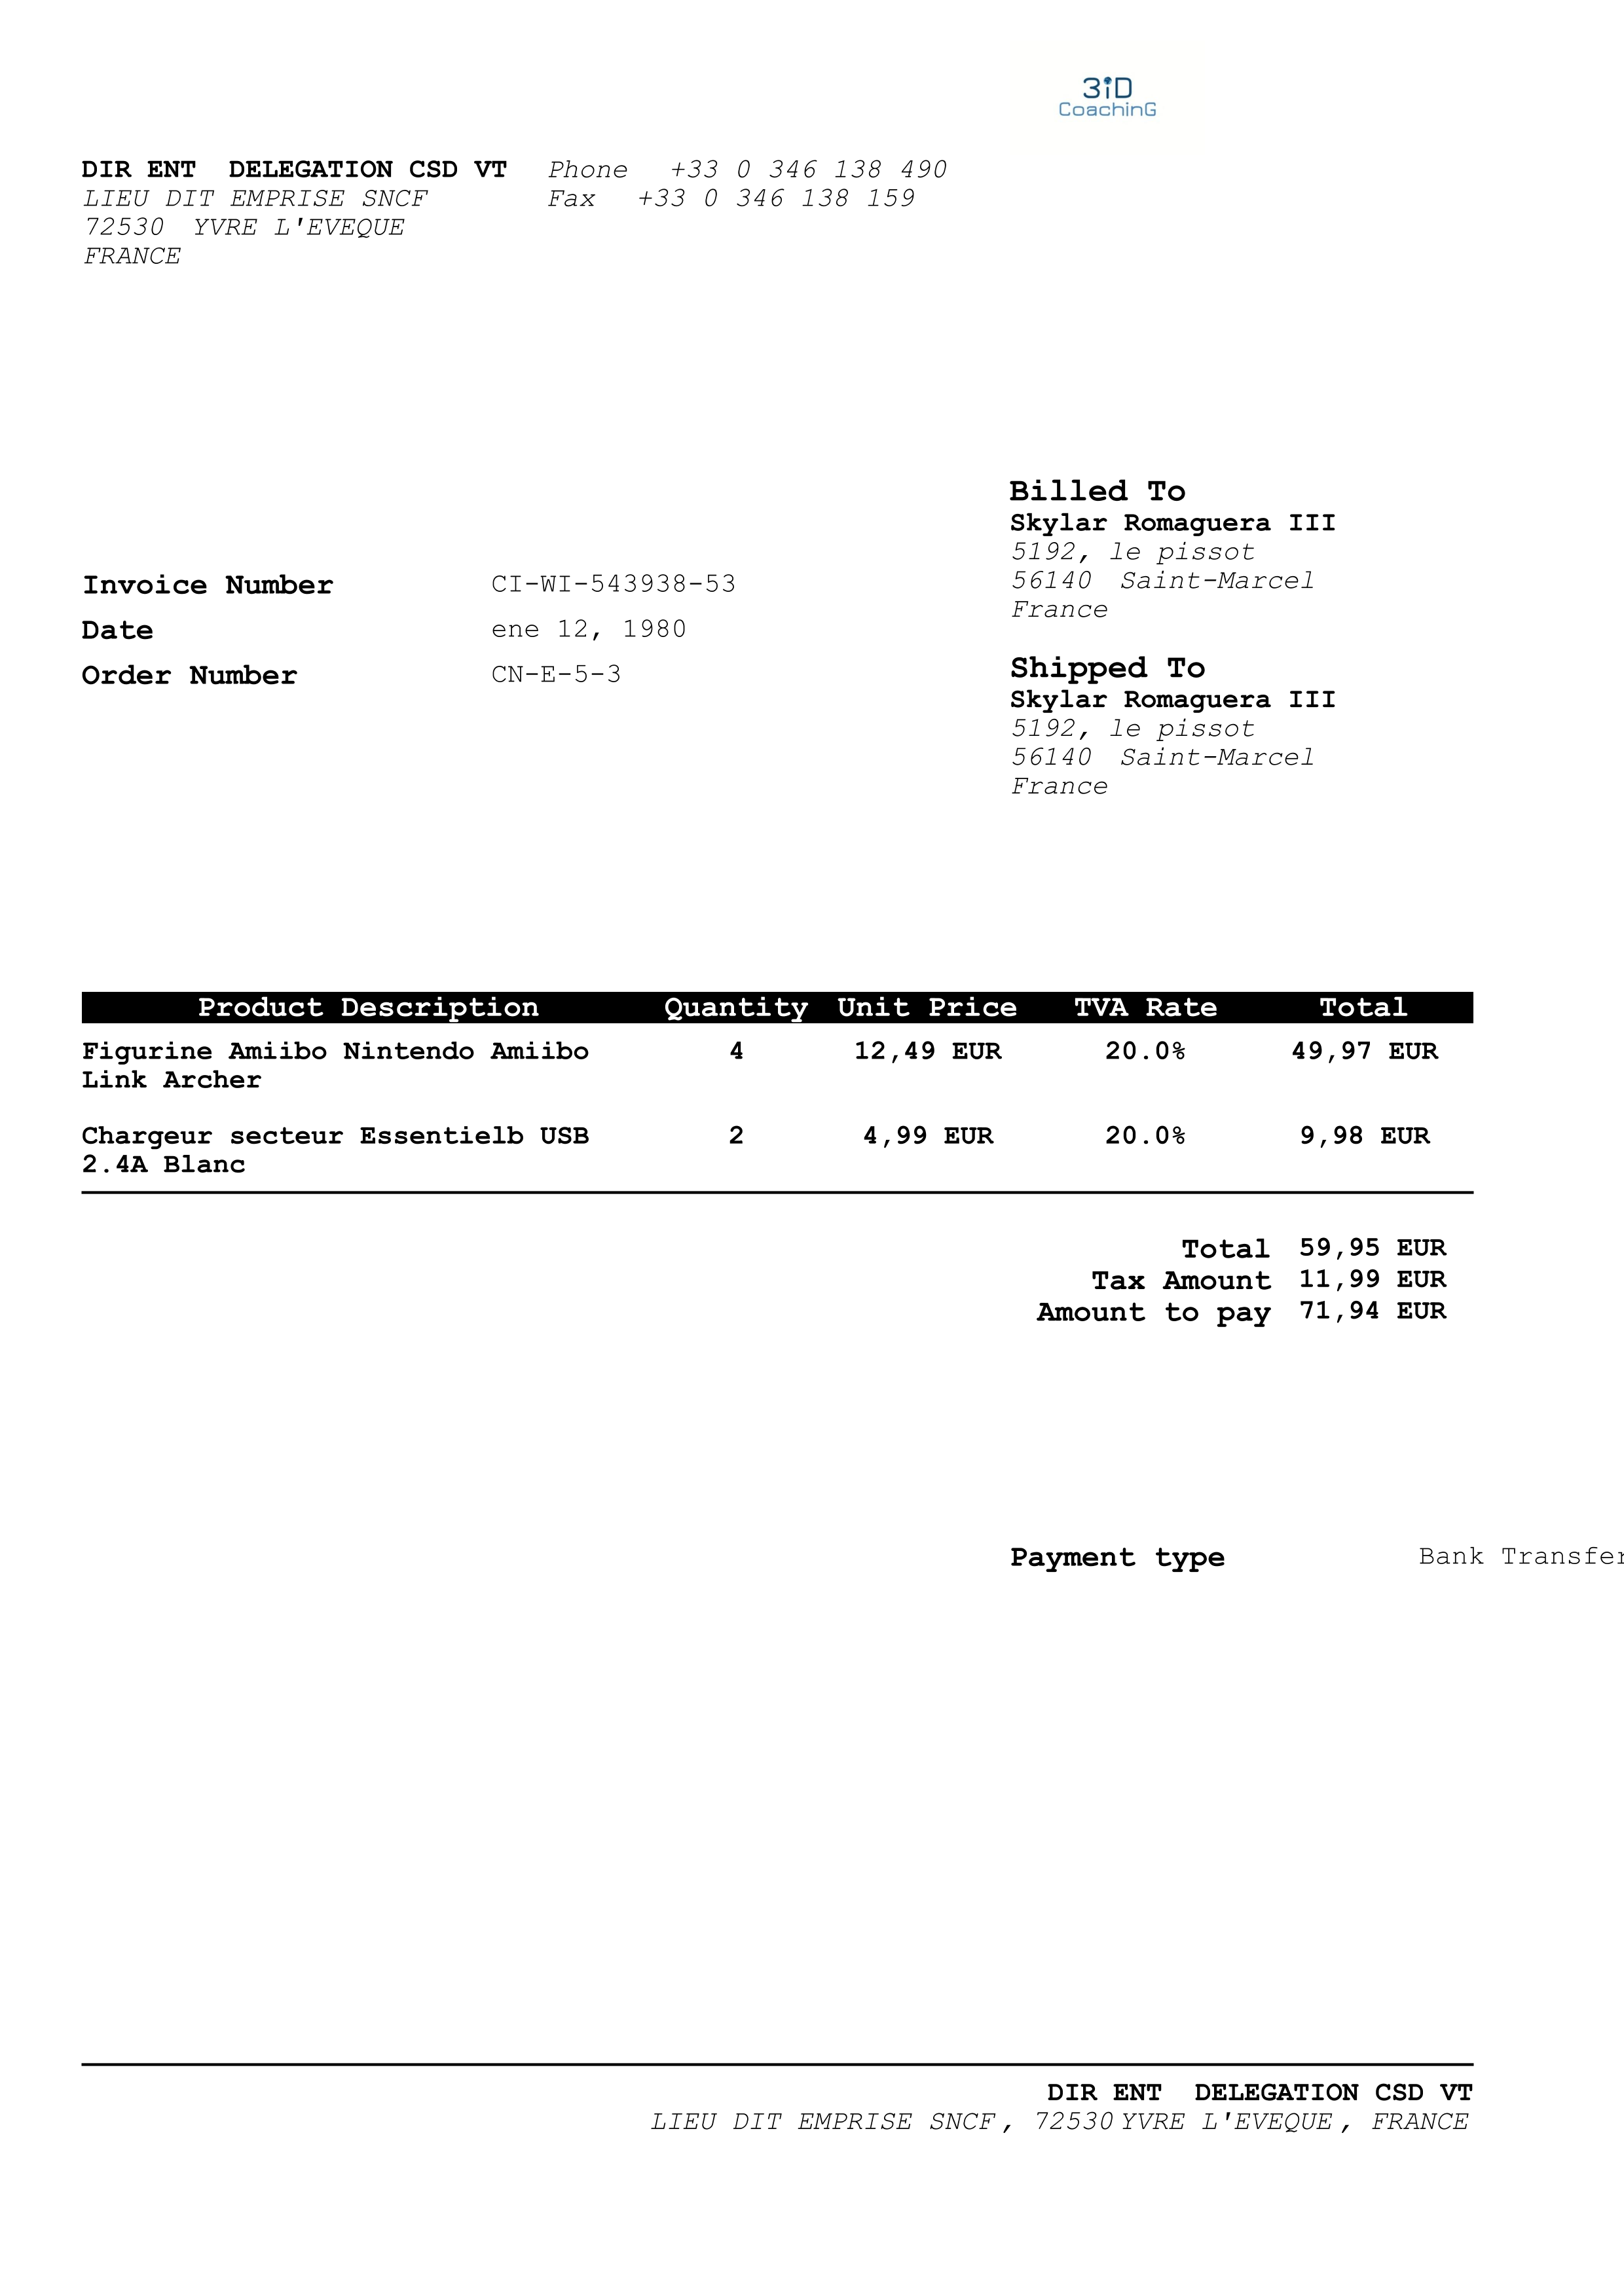 3iD
CoachinG
DIR ENT  DELEGATION CSD VT
LIEU DIT EMPRISE SNCF
72530  YVRE L'EVEQUE
FRANCE
Phone  +33 0 346 138 490
Fax  +33 0 346 138 159
Billed To
Skylar Romaguera III
5192, le pissot
56140  Saint-Marcel
France
Invoice Number  CI-WI-543938-53
Date  ene 12, 1980
Order Number  CN-E-5-3
Shipped To
Skylar Romaguera III
5192, le pissot
56140  Saint-Marcel
France
Product Description  Quantity  Unit Price  TVA Rate  Total
Figurine Amiibo Nintendo Amiibo  4  12,49 EUR  20.0%  49,97 EUR
Link Archer
Chargeur secteur Essentielb USB  2  4,99 EUR  20.0%  9,98 EUR
2.4A Blanc
Total  59,95 EUR
Tax Amount  11,99 EUR
Amount to pay  71,94 EUR
Payment type  Bank Transfer
DIR ENT  DELEGATION CSD VT
LIEU DIT EMPRISE SNCF, 72530 YVRE L'EVEQUE, FRANCE